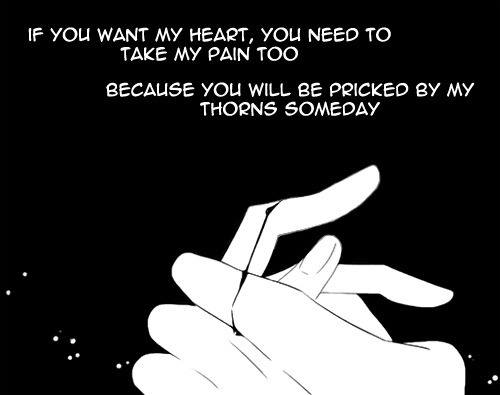 IF YOU WANT MY HEART, YOU NEED TO
TAKE MY PAIN TOO
BECAUSE YOU WILL BE PRICKED BY MY
THORNS SOMEDAY